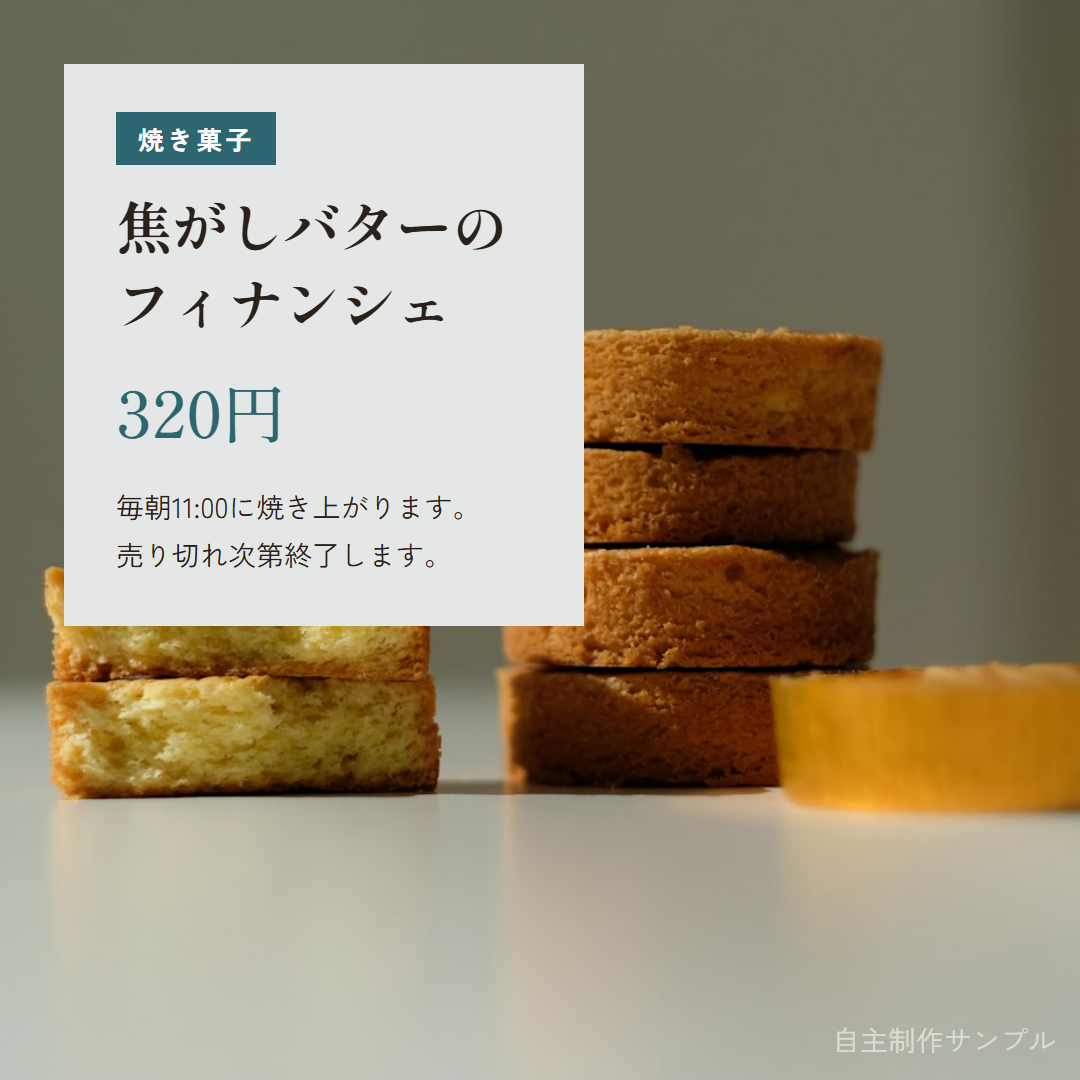 焼き菓子
焦がしバターの
フィナンシェ
320円
毎朝11:00に焼き上がります。
売り切れ次第終了します。
自主制作サンプル